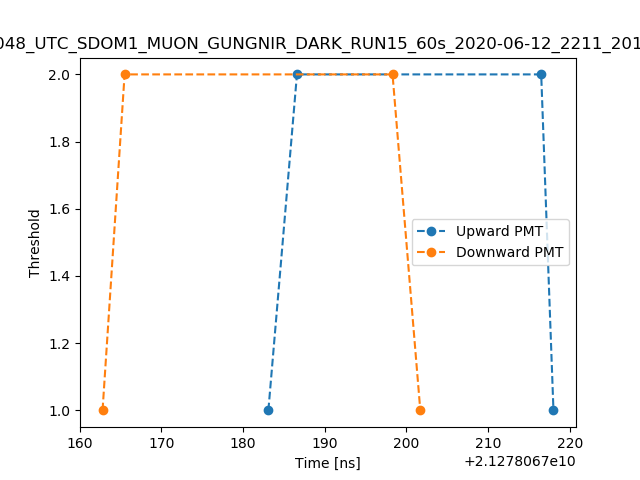 048_UTC_SDOM1_MUON_GUNGNIR_DARK_RUN15_60s_2020-06-12_2211_201
2.0
1.8
1.6
1.4
1.2
1.0
Threshold
Upward PMT
Downward PMT
160 170 180 190 200 210 220
Time [ns]
+2.1278067e10